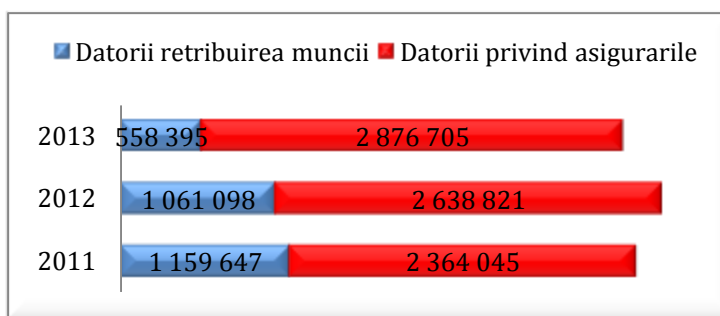 Datorii retribuirea muncii Datorii privind asigurarile
2013 558 395 2 876 705
2012 1 061 098 2 638 821
2011 1 159 647 2 364 045